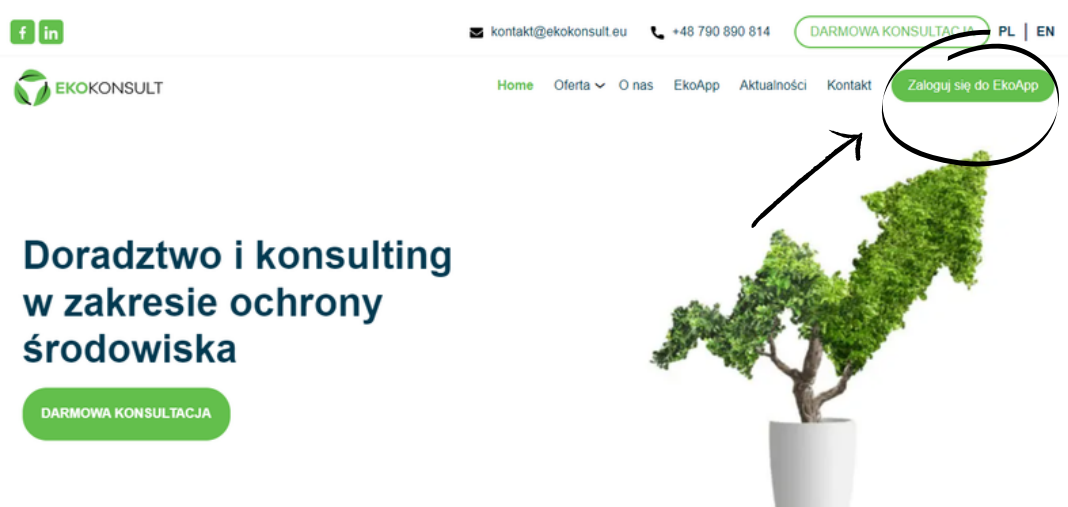 f in kontakt@ekokonsult.eu +48 790 890 814 DARMOWA KONSULTACJA PL | EN
EKOKONSULT Home Oferta O nas EkoApp Aktualności Kontakt Zaloguj się do EkoApp
Doradztwo i konsulting
w zakresie ochrony
środowiska
DARMOWA KONSULTACJA